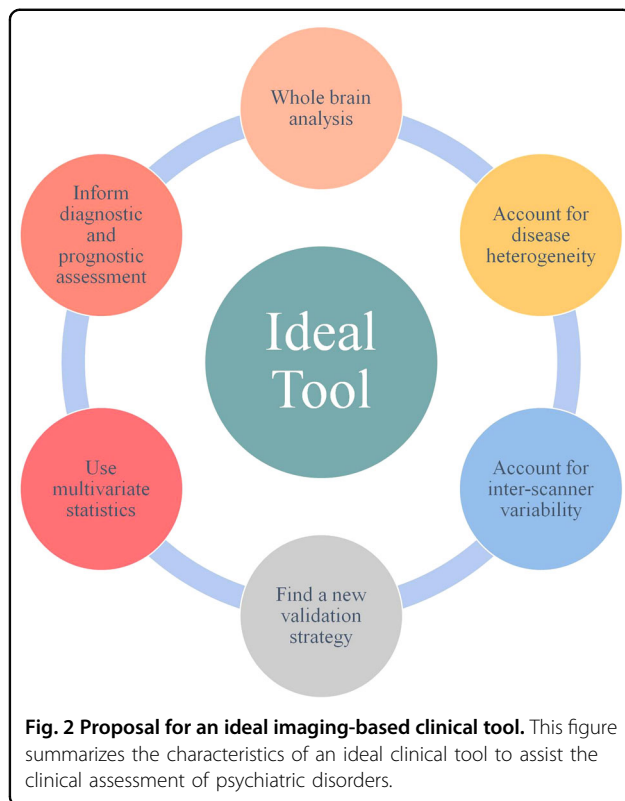 Whole brain
analysis
Account for
disease
heterogeneity
Account for
inter-scanner
variability
Find a new
validation
strategy
Use
multivariate
statistics
Inform
diagnostic
and
prognostic
assessment
Ideal
Tool
Fig. 2 Proposal for an ideal imaging-based clinical tool. This figure
summarizes the characteristics of an ideal clinical tool to assist the
clinical assessment of psychiatric disorders.